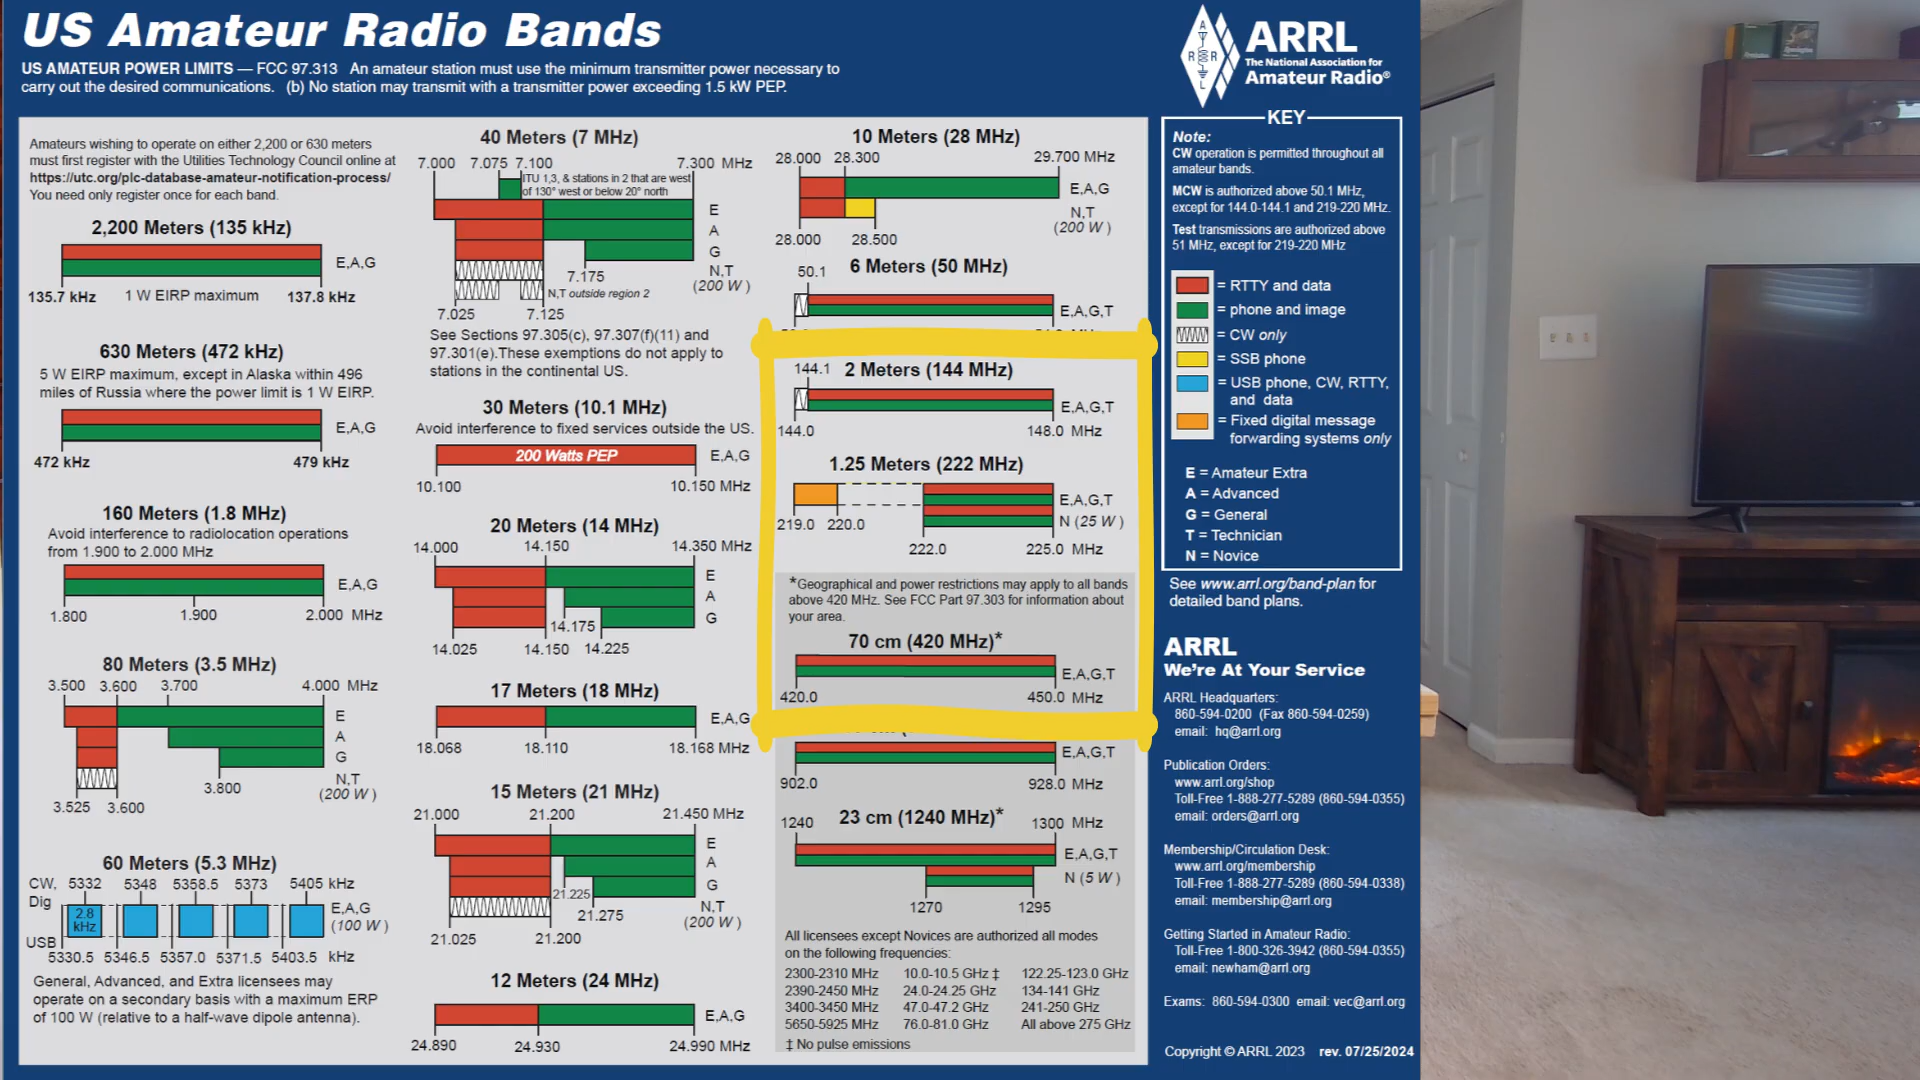 US Amateur Radio Bands
US AMATEUR POWER LIMITS — FCC 97.313 An amateur station must use the minimum transmitter power necessary to
carry out the desired communications. (b) No station may transmit with a transmitter power exceeding 1.5 kW PEP.
Amateurs wishing to operate on either 2,200 or 630 meters
must first register with the Utilities Technology Council online at
https://utc.org/plc-database-amateur-notification-process/
You need only register once for each band.
2,200 Meters (135 kHz)
E,A,G
135.7 kHz 1 W EIRP maximum 137.8 kHz
630 Meters (472 kHz)
5 W EIRP maximum, except in Alaska within 496
miles of Russia where the power limit is 1 W EIRP.
E,A,G
472 kHz 479 kHz
160 Meters (1.8 MHz)
Avoid interference to radiolocation operations
from 1.900 to 2.000 MHz
E,A,G
1.800 1.900 2.000 MHz
80 Meters (3.5 MHz)
3.500 3.600 3.700 4.000 MHz
E
A
G
N,T
(200 W)
3.800
3.525 3.600
60 Meters (5.3 MHz)
CW, 5332 5348 5358.5 5373 5405 kHz
Dig
2.8
kHz
E,A,G
(100 W)
USB
5330.5 5346.5 5357.0 5371.5 5403.5 kHz
General, Advanced, and Extra licensees may
operate on a secondary basis with a maximum ERP
of 100 W (relative to a half-wave dipole antenna).
40 Meters (7 MHz)
7.000 7.075 7.100 7.300 MHz
ITU 1,3, & stations in 2 that are west
of 130° west or below 20° north
E
A
G
N,T
(200 W)
7.175
N,T outside region 2
7.025 7.125
See Sections 97.305(c), 97.307(f)(11) and
97.301(e).These exemptions do not apply to
stations in the continental US.
30 Meters (10.1 MHz)
Avoid interference to fixed services outside the US.
200 Watts PEP E,A,G
10.100 10.150 MHz
20 Meters (14 MHz)
14.000 14.150 14.350 MHz
E
A
G
14.175
14.025 14.150 14.225
17 Meters (18 MHz)
E,A,G
18.068 18.110 18.168 MHz
15 Meters (21 MHz)
21.000 21.200 21.450 MHz
E
A
G
21.225
N,T
(200 W)
21.275
21.025 21.200
12 Meters (24 MHz)
E,A,G
24.890 24.930 24.990 MHz
10 Meters (28 MHz)
28.000 28.300 29.700 MHz
E,A,G
N,T
(200 W)
28.000 28.500
6 Meters (50 MHz)
50.1
E,A,G,T
2 Meters (144 MHz)
144.1
E,A,G,T
144.0 148.0 MHz
1.25 Meters (222 MHz)
E,A,G,T
N (25 W)
219.0 220.0
222.0 225.0 MHz
*Geographical and power restrictions may apply to all bands
above 420 MHz. See FCC Part 97.303 for information about
your area.
70 cm (420 MHz)*
E,A,G,T
420.0 450.0 MHz
E,A,G,T
902.0 928.0 MHz
23 cm (1240 MHz)*
1240 1300 MHz
E,A,G,T
N (5 W)
1270 1295
All licensees except Novices are authorized all modes
on the following frequencies:
2300-2310 MHz 10.0-10.5 GHz ‡ 122.25-123.0 GHz
2390-2450 MHz 24.0-24.25 GHz 134-141 GHz
3400-3450 MHz 47.0-47.2 GHz 241-250 GHz
5650-5925 MHz 76.0-81.0 GHz All above 275 GHz
‡ No pulse emissions
ARRL
The National Association for
Amateur Radio®
KEY
Note:
CW operation is permitted throughout all
amateur bands.
MCW is authorized above 50.1 MHz,
except for 144.0-144.1 and 219-220 MHz.
Test transmissions are authorized above
51 MHz, except for 219-220 MHz
= RTTY and data
= phone and image
= CW only
= SSB phone
= USB phone, CW, RTTY,
and data
= Fixed digital message
forwarding systems only
E = Amateur Extra
A = Advanced
G = General
T = Technician
N = Novice
See www.arrl.org/band-plan for
detailed band plans.
ARRL
We're At Your Service
ARRL Headquarters:
860-594-0200 (Fax 860-594-0259)
email: hq@arrl.org
Publication Orders:
www.arrl.org/shop
Toll-Free 1-888-277-5289 (860-594-0355)
email: orders@arrl.org
Membership/Circulation Desk:
www.arrl.org/membership
Toll-Free 1-888-277-5289 (860-594-0338)
email: membership@arrl.org
Getting Started in Amateur Radio:
Toll-Free 1-800-326-3942 (860-594-0355)
email: newham@arrl.org
Exams: 860-594-0300 email: vec@arrl.org
Copyright © ARRL 2023 rev. 07/25/2024